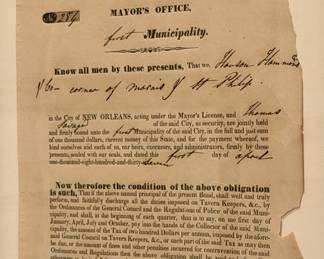 No 284
MAYOR'S OFFICE,
first Municipality.
Know all men by these presents, That we, Hanson Hammond
corner of Marais & St Philip
in the City of NEW ORLEANS, acting under the Mayor's License, and Thomas
of the said City, as security, are jointly held
and firmly bound unto the first Municipality of the city, in the full and just sum
of one thousand dollars, current money of this State, and for the payment whereof, we
bind ourselves and each of us, our heirs, executors, and administrators, firmly by these
presents, sealed with our seals, and dated this first day of April
one-thousand eight-hundred-and-thirty-seven
Now therefore the condition of the above obligation
is such, That if the above named principal of the present Bond, shall well and truly
perform, and faithfully discharge all the duties imposed on Tavern Keepers, &c., by
the Ordinances of the General Council and the Regulations of Police of the said Muni-
cipality, and shall, at the beginning of each quarter, that is to say, on one first day of
January, April, July and October, pay into the hands of the Collector of the said Muni-
cipality, the amount of the Tax of two Hundred Dollars per annum, imposed by the afore-
said General Council on Tavern Keepers, &c., or such part of the said Tax as may then
be due, or the amount of fines and other penalties incurred for contravention of the
Ordinances and Regulations then the above obligation shall be void